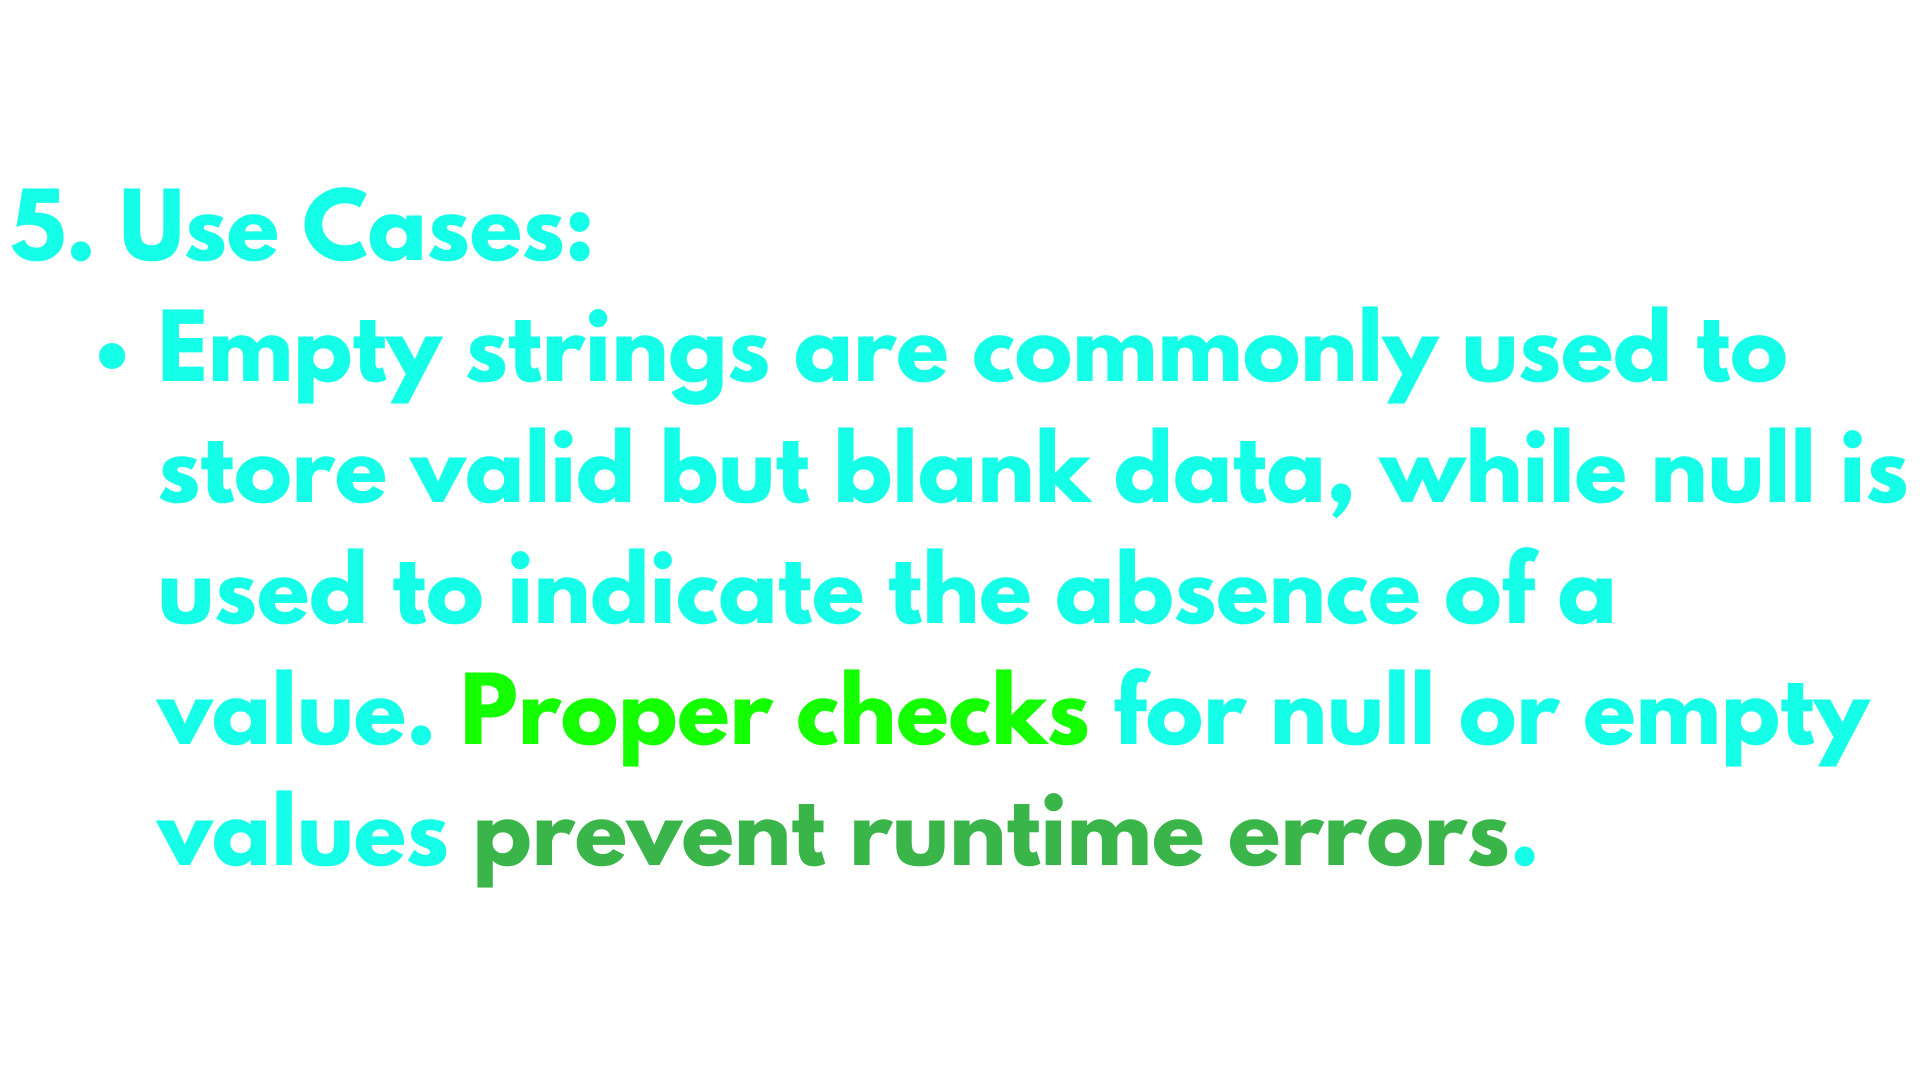 5. Use Cases:
• Empty strings are commonly used to
store valid but blank data, while null is
used to indicate the absence of a
value. Proper checks for null or empty
values prevent runtime errors.